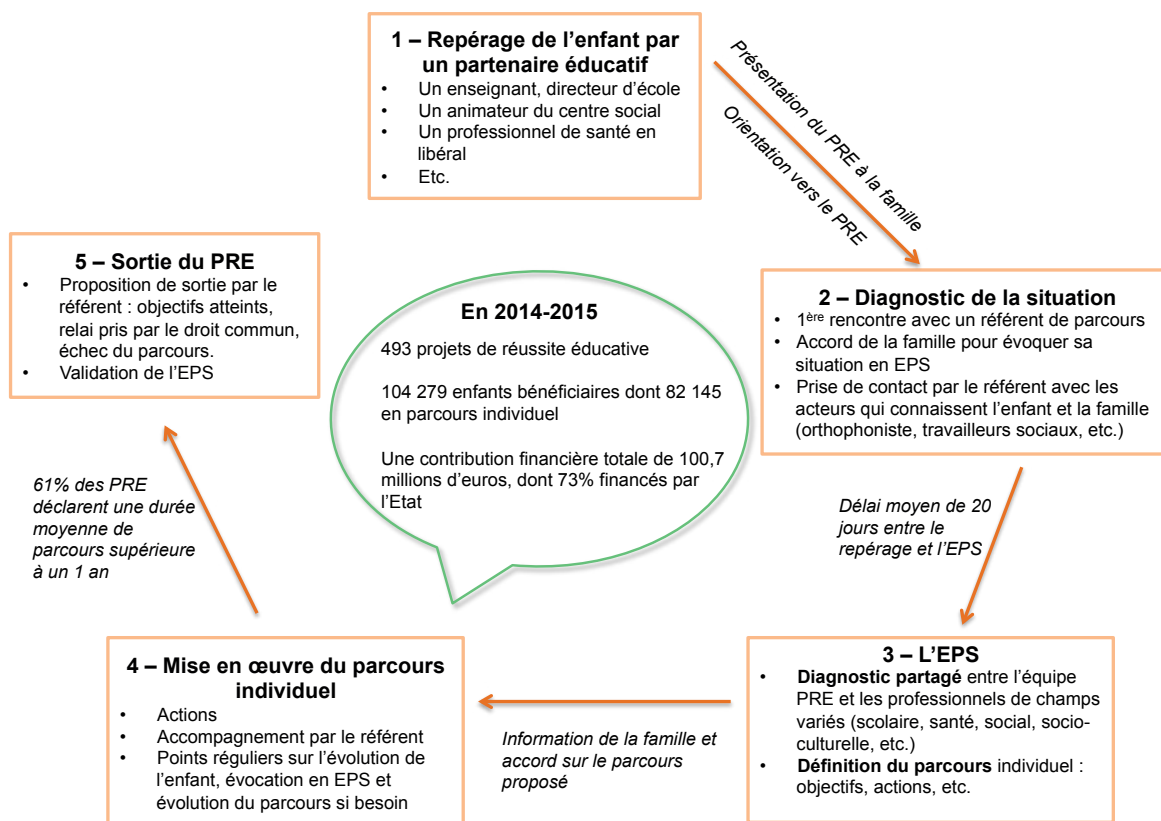 1 – Repérage de l’enfant par
un partenaire éducatif
• Un enseignant, directeur d’école
• Un animateur du centre social
• Un professionnel de santé en
libéral
• Etc.
Présentation du PRE à la famille
Orientation vers le PRE
2 – Diagnostic de la situation
• 1ère rencontre avec un référent de parcours
• Accord de la famille pour évoquer sa
situation en EPS
• Prise de contact par le référent avec les
acteurs qui connaissent l’enfant et la famille
(orthophoniste, travailleurs sociaux, etc.)
Délai moyen de 20
jours entre le
repérage et l’EPS
3 – L’EPS
• Diagnostic partagé entre l’équipe
PRE et les professionnels de champs
variés (scolaire, santé, social, socio-
culturelle, etc.)
• Définition du parcours individuel :
objectifs, actions, etc.
Information de la famille et
accord sur le parcours
proposé
4 – Mise en œuvre du parcours
individuel
• Actions
• Accompagnement par le référent
• Points réguliers sur l’évolution de
l’enfant, évocation en EPS et
évolution du parcours si besoin
61% des PRE
déclarent une durée
moyenne de
parcours supérieure
à un 1 an
5 – Sortie du PRE
• Proposition de sortie par le
référent : objectifs atteints,
relai pris par le droit commun,
échec du parcours.
• Validation de l’EPS
En 2014-2015
493 projets de réussite éducative
104 279 enfants bénéficiaires dont 82 145
en parcours individuel
Une contribution financière totale de 100,7
millions d’euros, dont 73% financés par
l’Etat